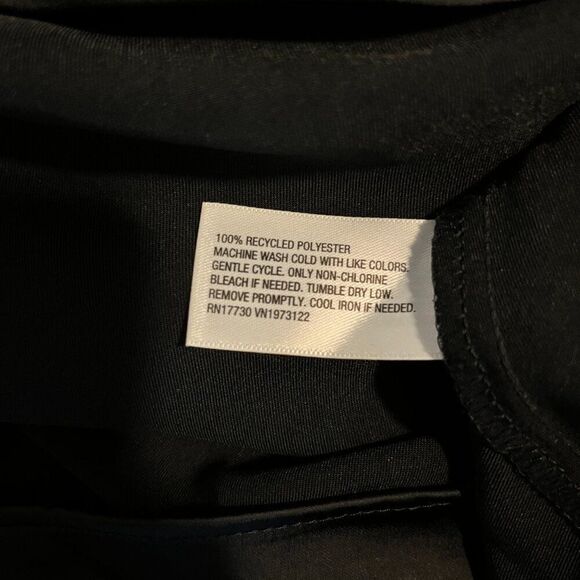 100% RECYCLED POLYESTER
MACHINE WASH COLD WITH LIKE COLORS.
GENTLE CYCLE. ONLY NON-CHLORINE
BLEACH IF NEEDED. TUMBLE DRY LOW.
REMOVE PROMPTLY. COOL IRON IF NEEDED.
RN17730 VN1973122